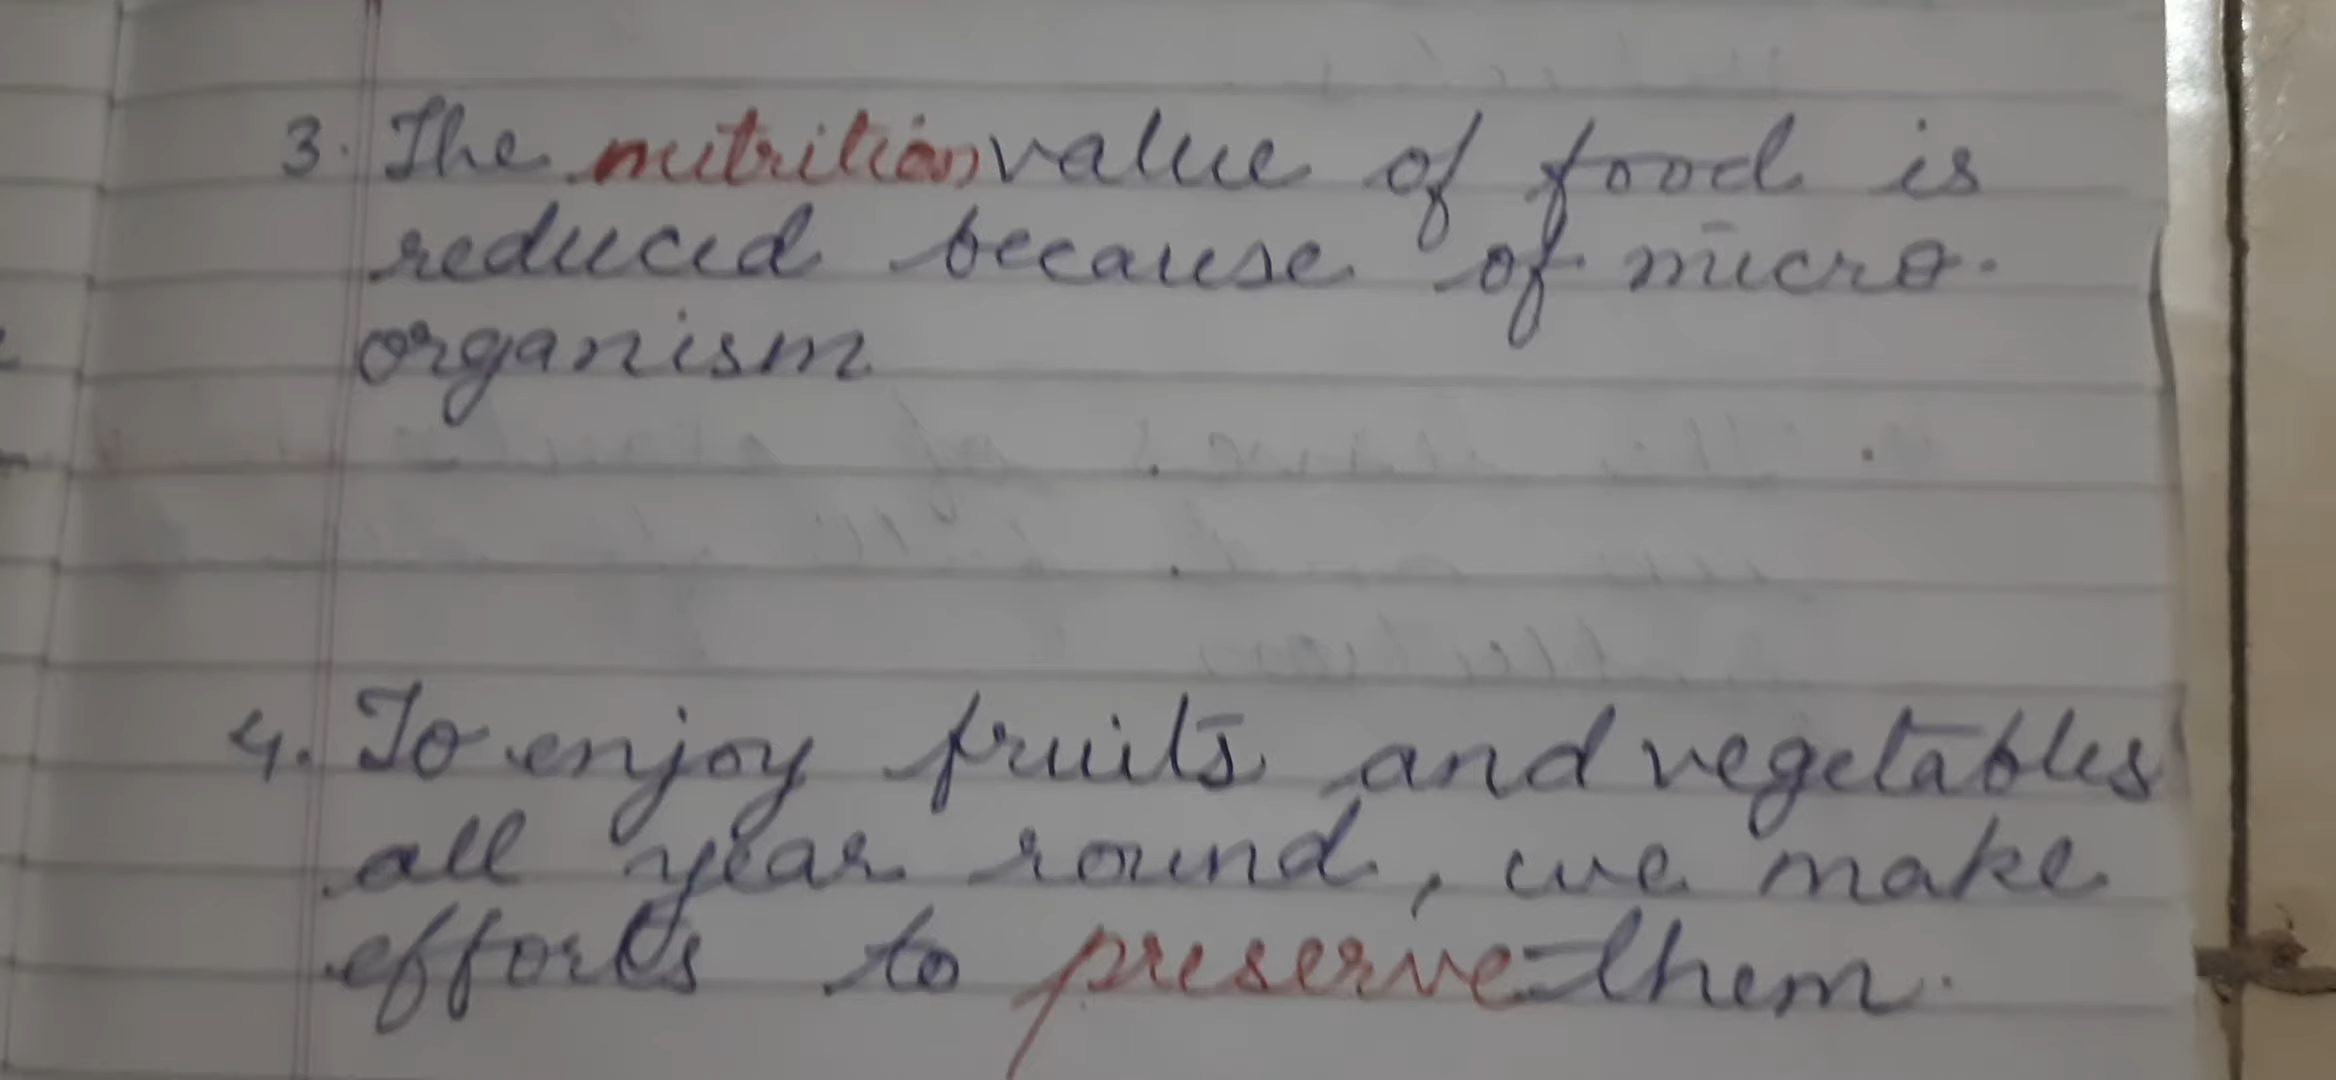 3. The nutrition value of food is
reduced because of micro-
organism
4. To enjoy fruits and vegetables
all year round, we make
efforts to preserve them.